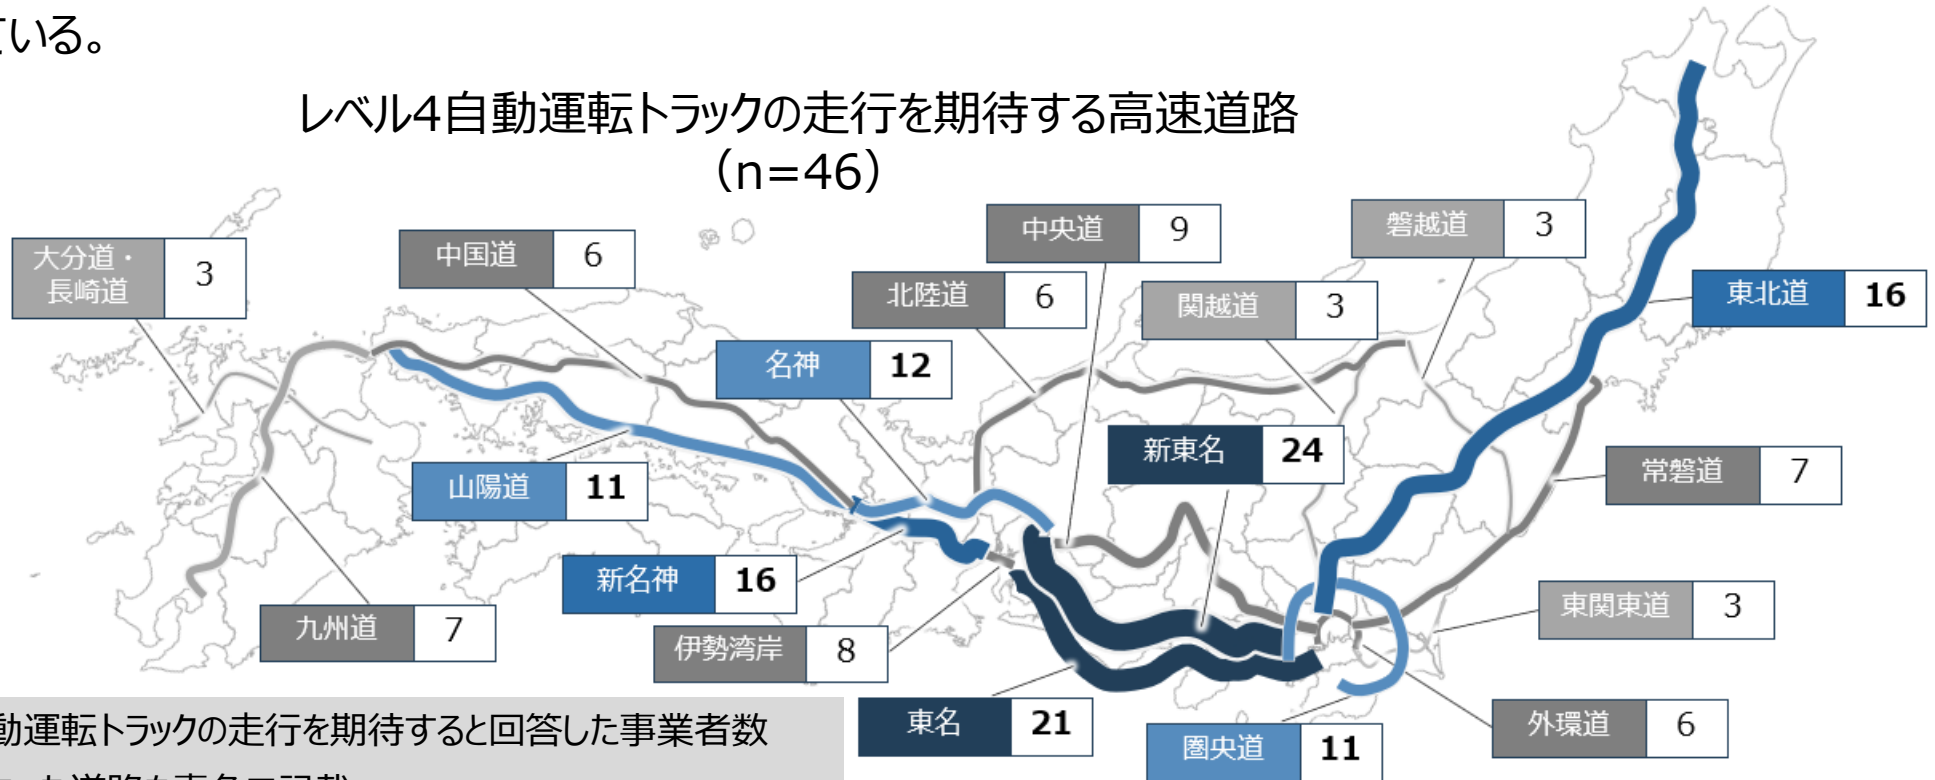 ている。
レベル4自動運転トラックの走行を期待する高速道路
（n=46）
中央道 9
磐越道 3
大分道・
長崎道 3
中国道 6
北陸道 6
関越道 3
東北道 16
名神 12
新東名 24
山陽道 11
常磐道 7
新名神 16
東関東道 3
九州道 7
伊勢湾岸 8
東名 21
圏央道 11
外環道 6
動運転トラックの走行を期待すると回答した事業者数